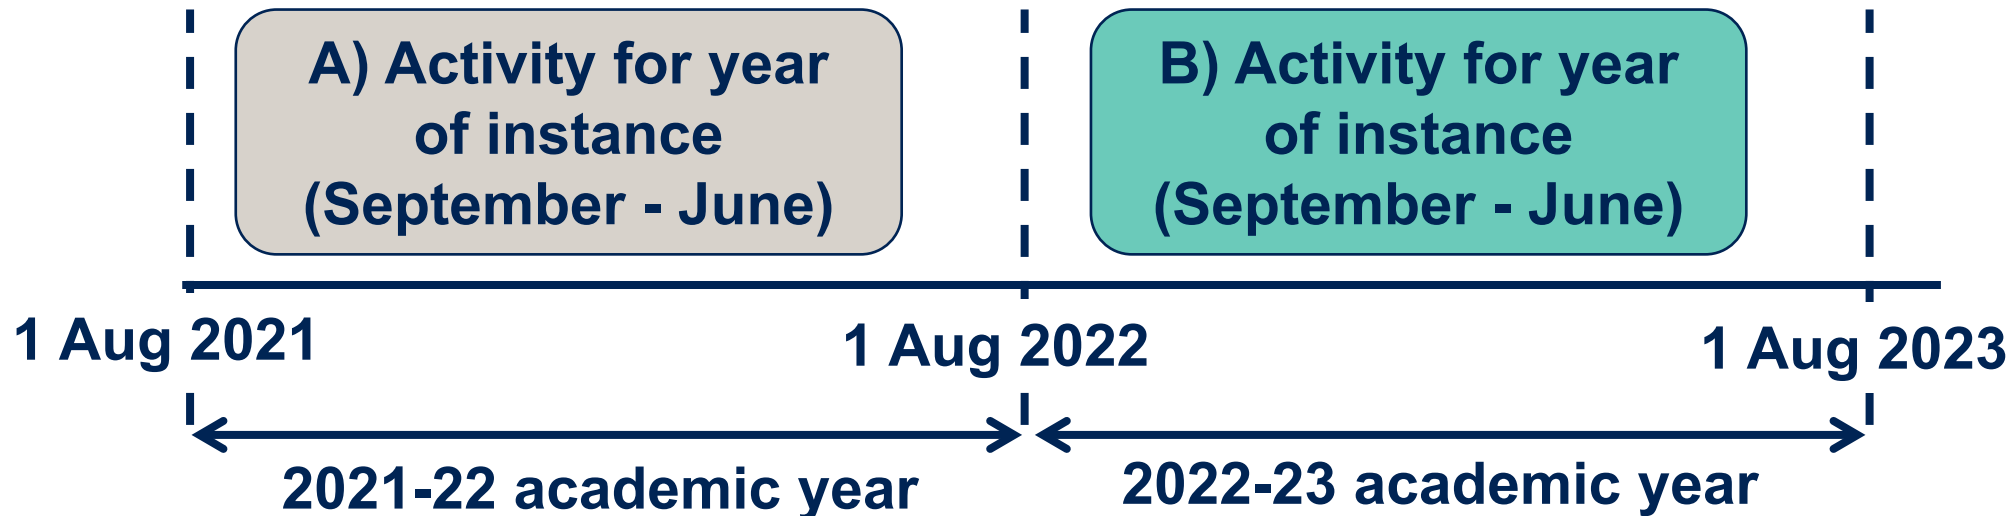 A) Activity for year
of instance
(September - June)
B) Activity for year
of instance
(September - June)
1 Aug 2021
1 Aug 2022
1 Aug 2023
2021-22 academic year
2022-23 academic year